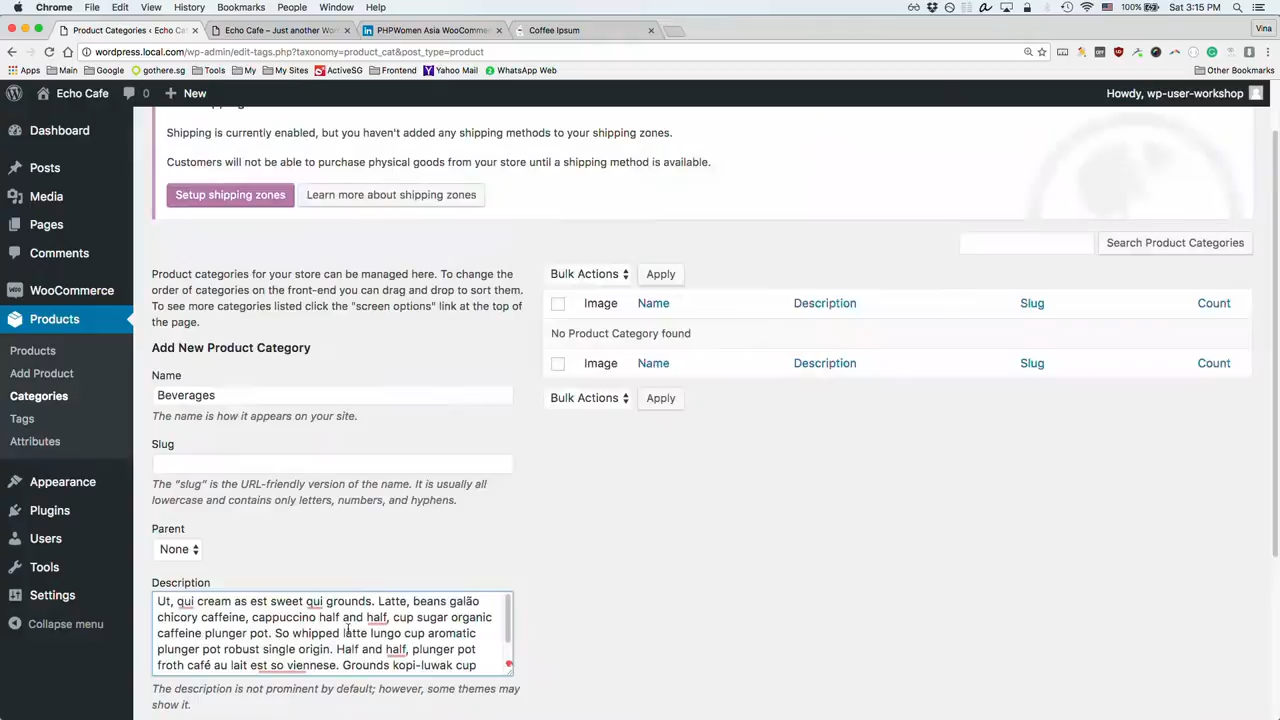 Chrome File Edit View History Bookmarks People Window Help 100% Sat 3:15 PM
Product Categories ‹ Echo Ca
Echo Cafe – Just another Wor
PHPWomen Asia WooCommer
Coffee Ipsum
Vina
wordpress.local.com/wp-admin/edit-tags.php?taxonomy=product_cat&post_type=product
Apps Main Google gothere.sg Tools My My Sites ActiveSG Frontend Yahoo Mail WhatsApp Web Other Bookmarks
Echo Cafe 0 New Howdy, wp-user-workshop
Dashboard
Posts
Media
Pages
Comments
WooCommerce
Products
Products
Add Product
Categories
Tags
Attributes
Appearance
Plugins
Users
Tools
Settings
Collapse menu
Shipping is currently enabled, but you haven't added any shipping methods to your shipping zones.
Customers will not be able to purchase physical goods from your store until a shipping method is available.
Setup shipping zones Learn more about shipping zones
Search Product Categories
Product categories for your store can be managed here. To change the
order of categories on the front-end you can drag and drop to sort them.
To see more categories listed click the "screen options" link at the top of
the page.
Add New Product Category
Name
Beverages
The name is how it appears on your site.
Slug
The "slug" is the URL-friendly version of the name. It is usually all
lowercase and contains only letters, numbers, and hyphens.
Parent
None
Description
Ut, qui cream as est sweet qui grounds. Latte, beans galão
chicory caffeine, cappuccino half and half, cup sugar organic
caffeine plunger pot. So whipped latte lungo cup aromatic
plunger pot robust single origin. Half and half, plunger pot
froth café au lait est so viennese. Grounds kopi-luwak cup
The description is not prominent by default; however, some themes may
show it.
Bulk Actions Apply
Image Name Description Slug Count
No Product Category found
Image Name Description Slug Count
Bulk Actions Apply